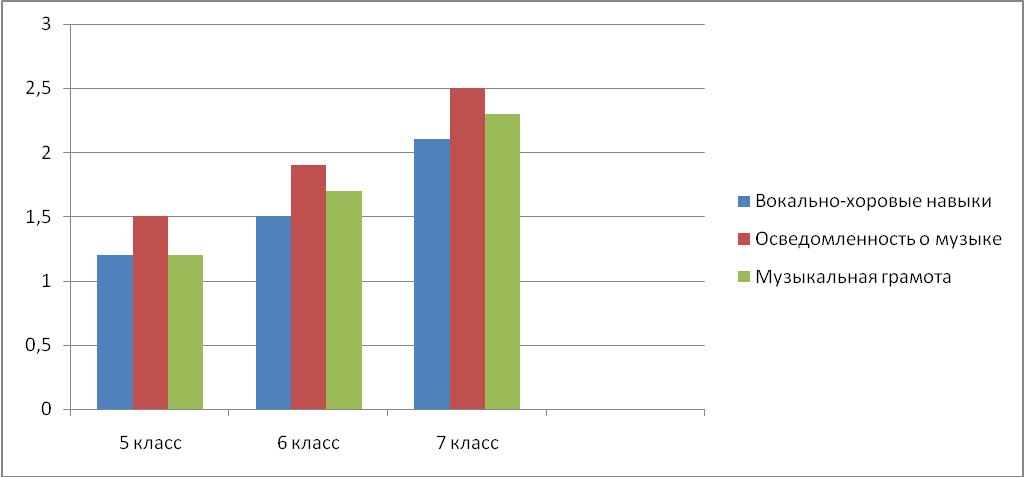 3
2,5
2
1,5
1
0,5
0
5 класс
6 класс
7 класс
Вокально-хоровые навыки
Осведомленность о музыке
Музыкальная грамота